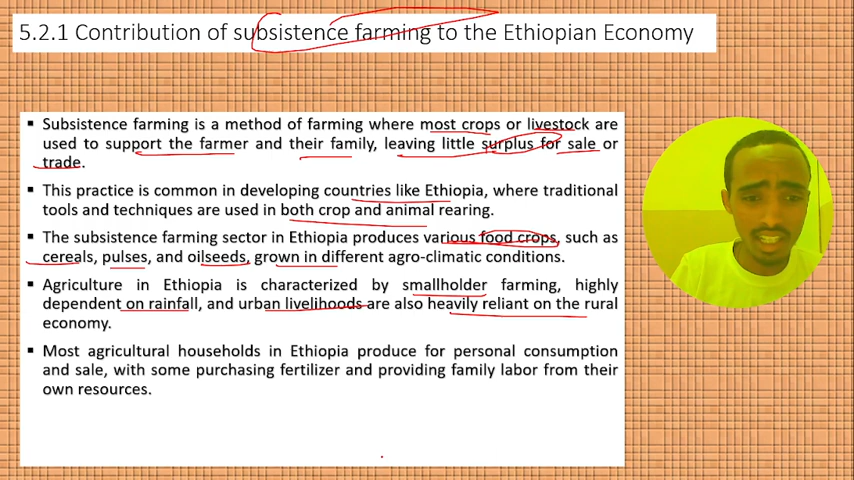 5.2.1 Contribution of subsistence farming to the Ethiopian Economy
▪ Subsistence farming is a method of farming where most crops or livestock are
used to support the farmer and their family, leaving little surplus for sale or
trade.
▪ This practice is common in developing countries like Ethiopia, where traditional
tools and techniques are used in both crop and animal rearing.
▪ The subsistence farming sector in Ethiopia produces various food crops, such as
cereals, pulses, and oilseeds, grown in different agro-climatic conditions.
▪ Agriculture in Ethiopia is characterized by smallholder farming, highly
dependent on rainfall, and urban livelihoods are also heavily reliant on the rural
economy.
▪ Most agricultural households in Ethiopia produce for personal consumption
and sale, with some purchasing fertilizer and providing family labor from their
own resources.